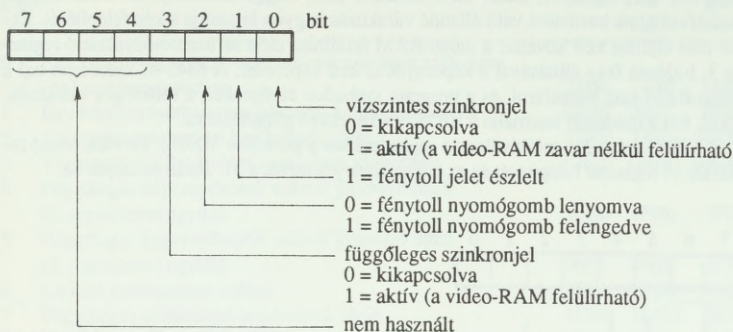 7 6 5 4 3 2 1 0 bit
vízszintes szinkronjel
0 = kikapcsolva
1 = aktív (a video-RAM zavar nélkül felülírható
1 = fénytoll jelet észlelt
0 = fénytoll nyomógomb lenyomva
1 = fénytoll nyomógomb felengedve
függőleges szinkronjel
0 = kikapcsolva
1 = aktív (a video-RAM felülírható)
nem használt